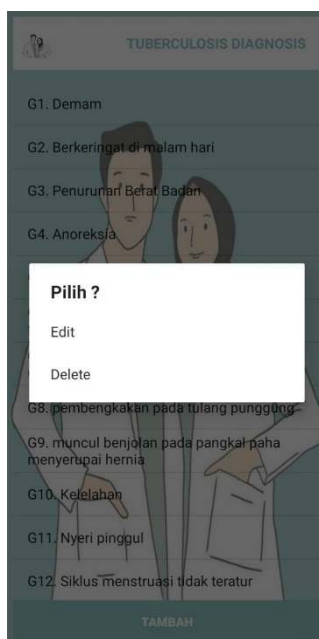 TUBERCULOSIS DIAGNOSIS
G1. Demam
G2. Berkeringat di malam hari
G3. Penurunan Berat Badan
G4. Anoreksia
Pilih ?
Edit
Delete
G8. pembengkakan pada tulang punggung
G9. muncul benjolan pada pangkal paha
menyerupai hernia
G10. Kelelahan
G11. Nyeri pinggul
G12. Siklus menstruasi tidak teratur
TAMBAH